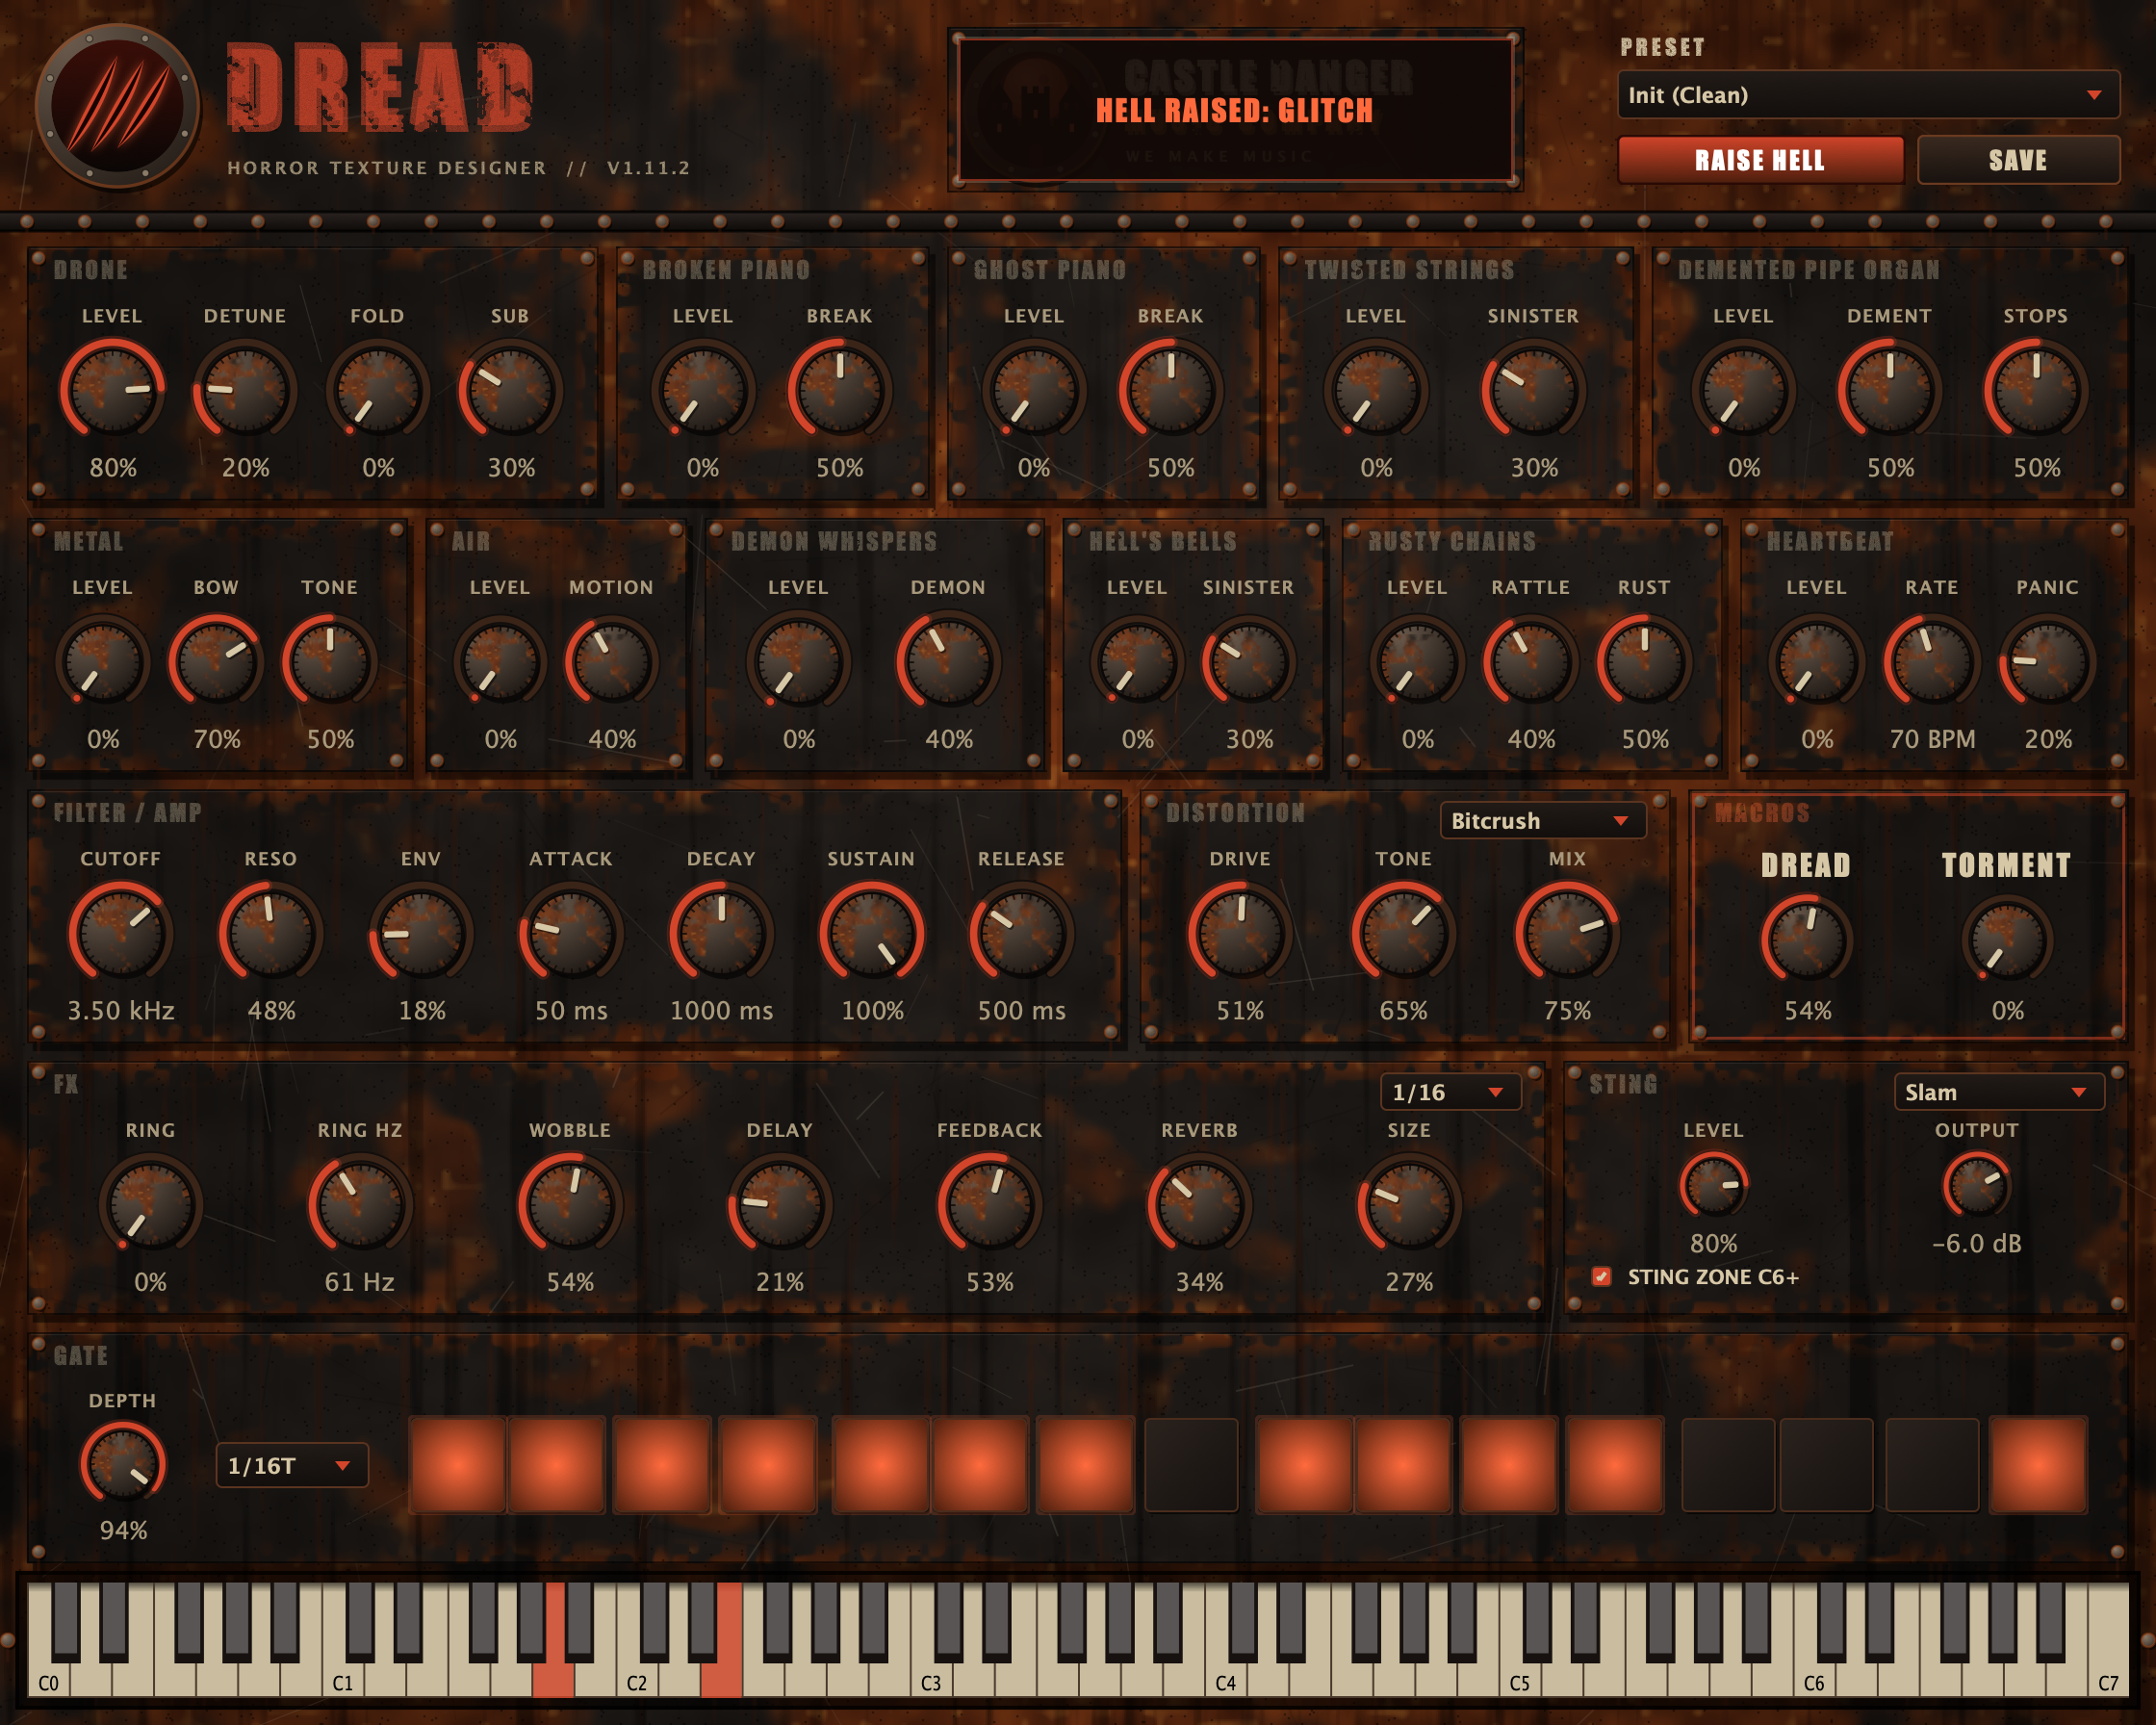 DREAD
HORROR TEXTURE DESIGNER // V1.11.2
CASTLE DANGER
HELL RAISED: GLITCH
WE MAKE MUSIC
PRESET
Init (Clean)
RAISE HELL SAVE
DRONE
LEVEL DETUNE FOLD SUB
80% 20% 0% 30%
BROKEN PIANO
LEVEL BREAK
0% 50%
GHOST PIANO
LEVEL BREAK
0% 50%
TWISTED STRINGS
LEVEL SINISTER
0% 30%
DEMENTED PIPE ORGAN
LEVEL DEMENT STOPS
0% 50% 50%
METAL
LEVEL BOW TONE
0% 70% 50%
AIR
LEVEL MOTION
0% 40%
DEMON WHISPERS
LEVEL DEMON
0% 40%
HELL'S BELLS
LEVEL SINISTER
0% 30%
RUSTY CHAINS
LEVEL RATTLE RUST
0% 40% 50%
HEARTBEAT
LEVEL RATE PANIC
0% 70 BPM 20%
FILTER / AMP
CUTOFF RESO ENV ATTACK DECAY SUSTAIN RELEASE
3.50 kHz 48% 18% 50 ms 1000 ms 100% 500 ms
DISTORTION Bitcrush
DRIVE TONE MIX
51% 65% 75%
MACROS
DREAD TORMENT
54% 0%
FX 1/16
RING RING HZ WOBBLE DELAY FEEDBACK REVERB SIZE
0% 61 Hz 54% 21% 53% 34% 27%
STING Slam
LEVEL OUTPUT
80% −6.0 dB
STING ZONE C6+
GATE
DEPTH
1/16T
94%
C0 C1 C2 C3 C4 C5 C6 C7